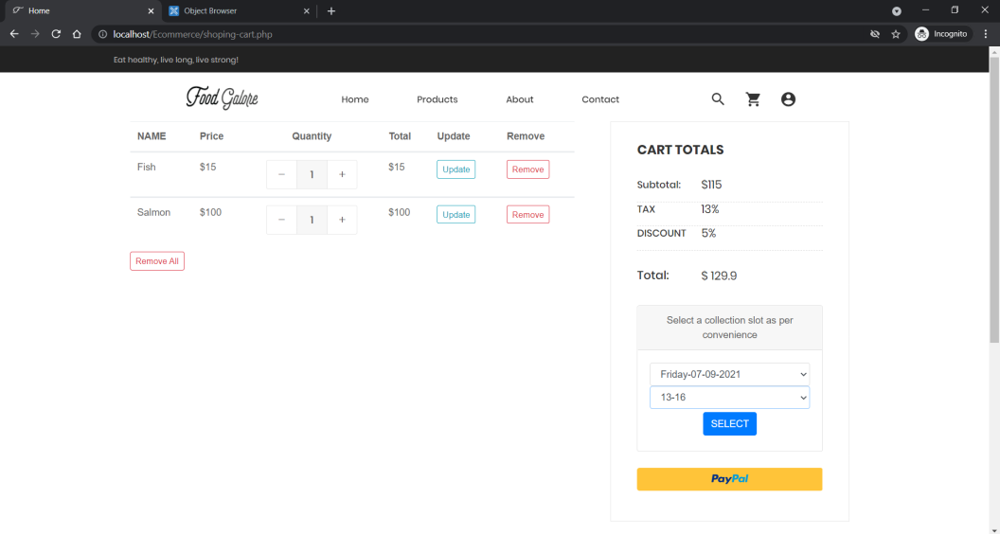 Home
Object Browser
localhost/Ecommerce/shoping-cart.php
Incognito
Eat healthy, live long, live strong!
Food Galore
Home Products About Contact
NAME Price Quantity Total Update Remove
Fish $15 − 1 + $15 Update Remove
Salmon $100 − 1 + $100 Update Remove
Remove All
CART TOTALS
Subtotal: $115
TAX 13%
DISCOUNT 5%
Total: $ 129.9
Select a collection slot as per
convenience
Friday-07-09-2021
13-16
SELECT
PayPal